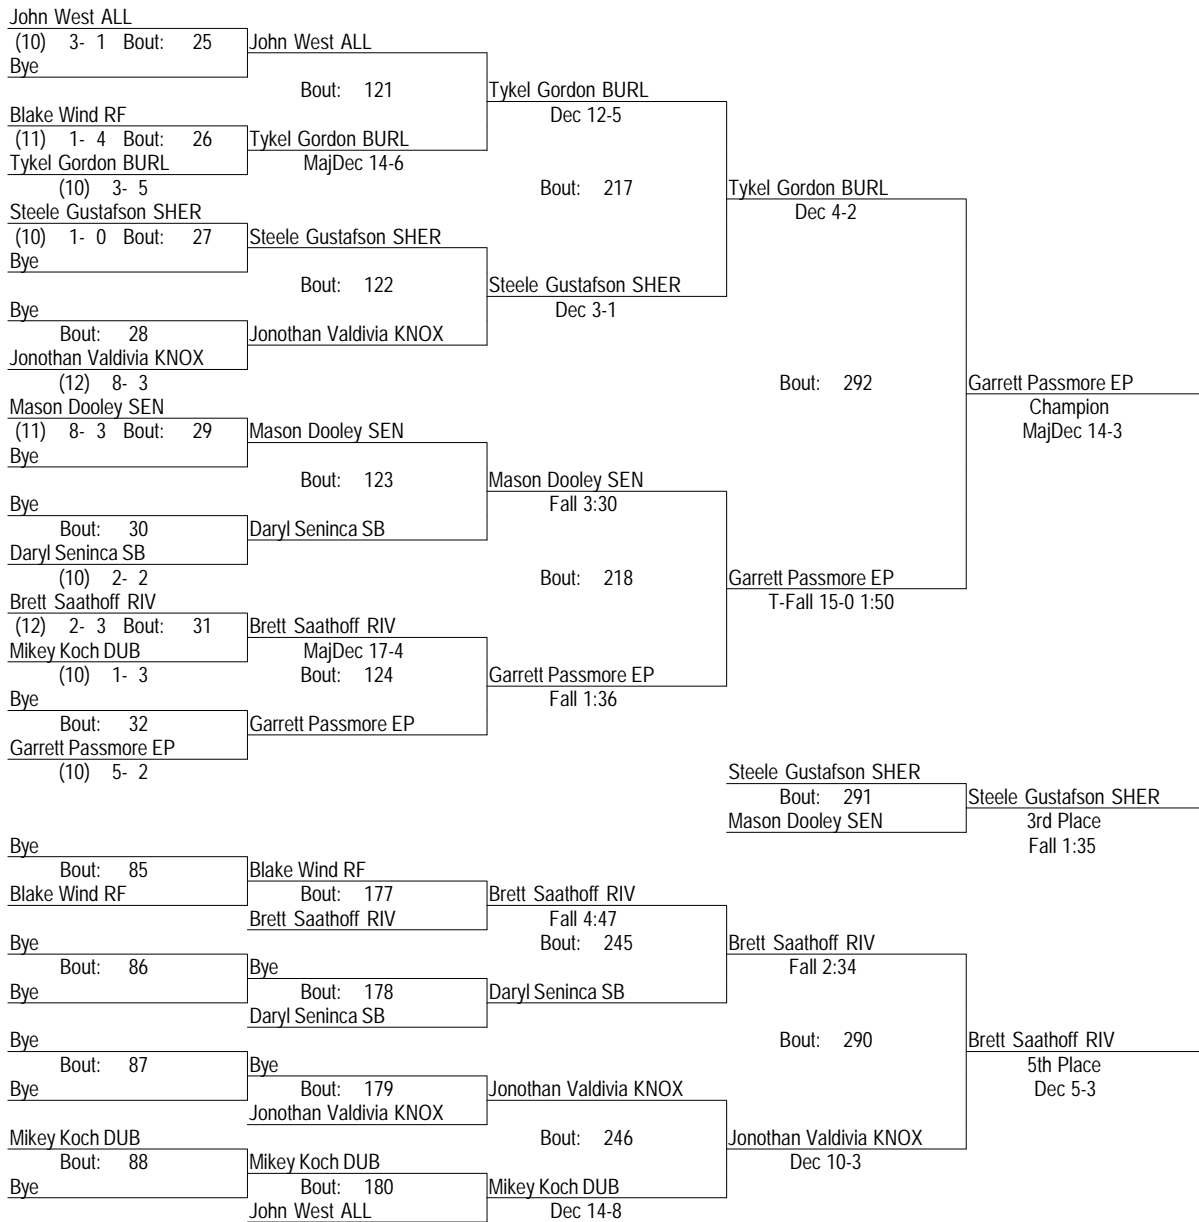 John West ALL
(10) 3- 1 Bout: 25 John West ALL
Bye
Bout: 121 Tykel Gordon BURL
Blake Wind RF Dec 12-5
(11) 1- 4 Bout: 26 Tykel Gordon BURL
Tykel Gordon BURL MajDec 14-6
(10) 3- 5 Bout: 217 Tykel Gordon BURL
Steele Gustafson SHER Dec 4-2
(10) 1- 0 Bout: 27 Steele Gustafson SHER
Bye
Bout: 122 Steele Gustafson SHER
Bye Dec 3-1
Bout: 28 Jonothan Valdivia KNOX
Jonothan Valdivia KNOX
(12) 8- 3 Bout: 292 Garrett Passmore EP
Mason Dooley SEN Champion
(11) 8- 3 Bout: 29 Mason Dooley SEN MajDec 14-3
Bye
Bout: 123 Mason Dooley SEN
Bye Fall 3:30
Bout: 30 Daryl Seninca SB
Daryl Seninca SB
(10) 2- 2 Bout: 218 Garrett Passmore EP
Brett Saathoff RIV T-Fall 15-0 1:50
(12) 2- 3 Bout: 31 Brett Saathoff RIV
Mikey Koch DUB MajDec 17-4
(10) 1- 3 Bout: 124 Garrett Passmore EP
Bye Fall 1:36
Bout: 32 Garrett Passmore EP
Garrett Passmore EP
(10) 5- 2 Steele Gustafson SHER
Bout: 291 Steele Gustafson SHER
Mason Dooley SEN 3rd Place
Bye Fall 1:35
Bout: 85 Blake Wind RF
Blake Wind RF Bout: 177 Brett Saathoff RIV
Brett Saathoff RIV Fall 4:47
Bye Bout: 245 Brett Saathoff RIV
Bout: 86 Bye Fall 2:34
Bye Bout: 178 Daryl Seninca SB
Daryl Seninca SB
Bye Bout: 290 Brett Saathoff RIV
Bout: 87 Bye 5th Place
Bye Bout: 179 Jonothan Valdivia KNOX Dec 5-3
Jonothan Valdivia KNOX
Mikey Koch DUB Bout: 246 Jonothan Valdivia KNOX
Bout: 88 Mikey Koch DUB Dec 10-3
Bye Bout: 180 Mikey Koch DUB
John West ALL Dec 14-8